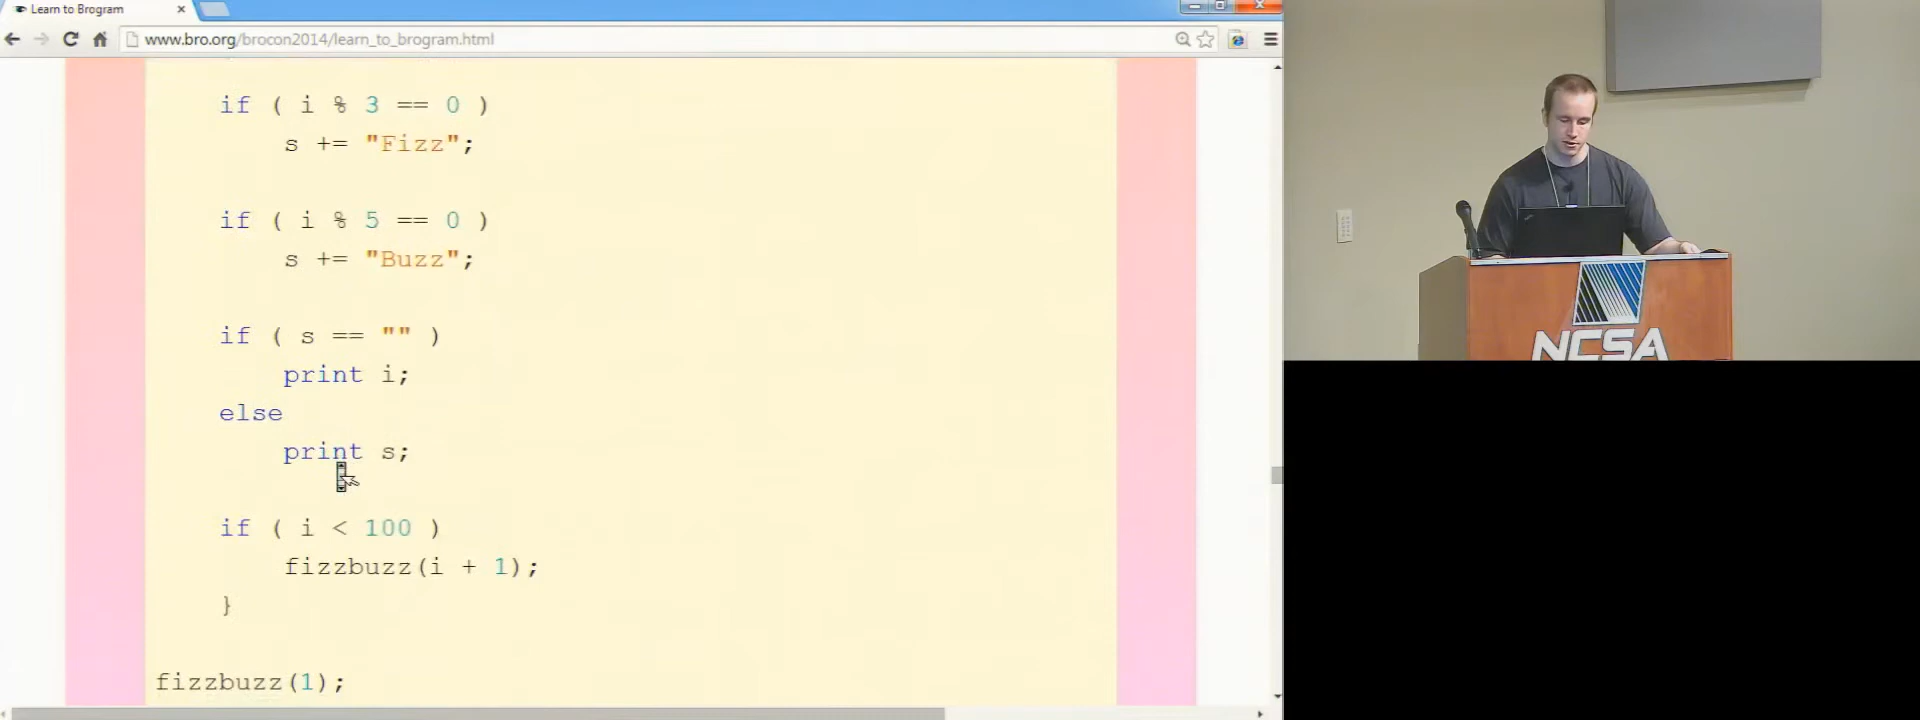 Learn to Brogram
www.bro.org/brocon2014/learn_to_brogram.html
if ( i % 3 == 0 )
s += "Fizz";
if ( i % 5 == 0 )
s += "Buzz";
if ( s == "" )
print i;
else
print s;
if ( i < 100 )
fizzbuzz(i + 1);
}
fizzbuzz(1);
NCSA